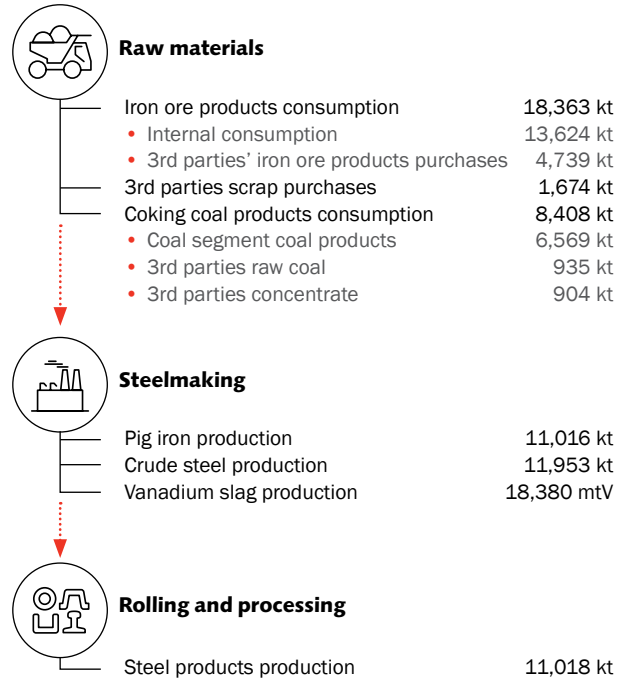 Raw materials
Iron ore products consumption 18,363 kt
• Internal consumption 13,624 kt
• 3rd parties' iron ore products purchases 4,739 kt
3rd parties scrap purchases 1,674 kt
Coking coal products consumption 8,408 kt
• Coal segment coal products 6,569 kt
• 3rd parties raw coal 935 kt
• 3rd parties concentrate 904 kt
Steelmaking
Pig iron production 11,016 kt
Crude steel production 11,953 kt
Vanadium slag production 18,380 mtV
Rolling and processing
Steel products production 11,018 kt